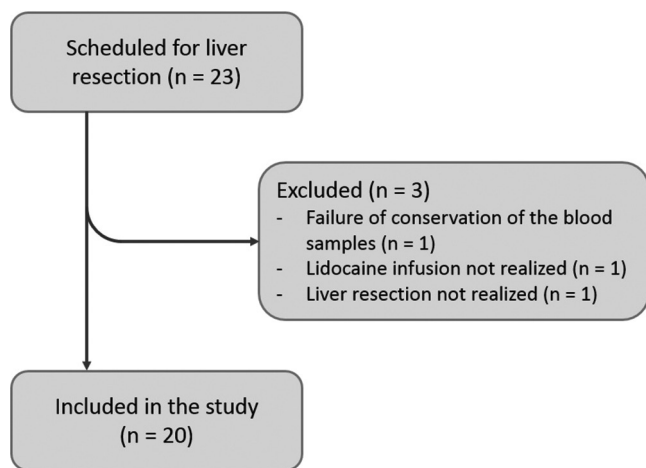 Scheduled for liver
resection (n = 23)
Excluded (n = 3)
- Failure of conservation of the blood
samples (n = 1)
- Lidocaine infusion not realized (n = 1)
- Liver resection not realized (n = 1)
Included in the study
(n = 20)